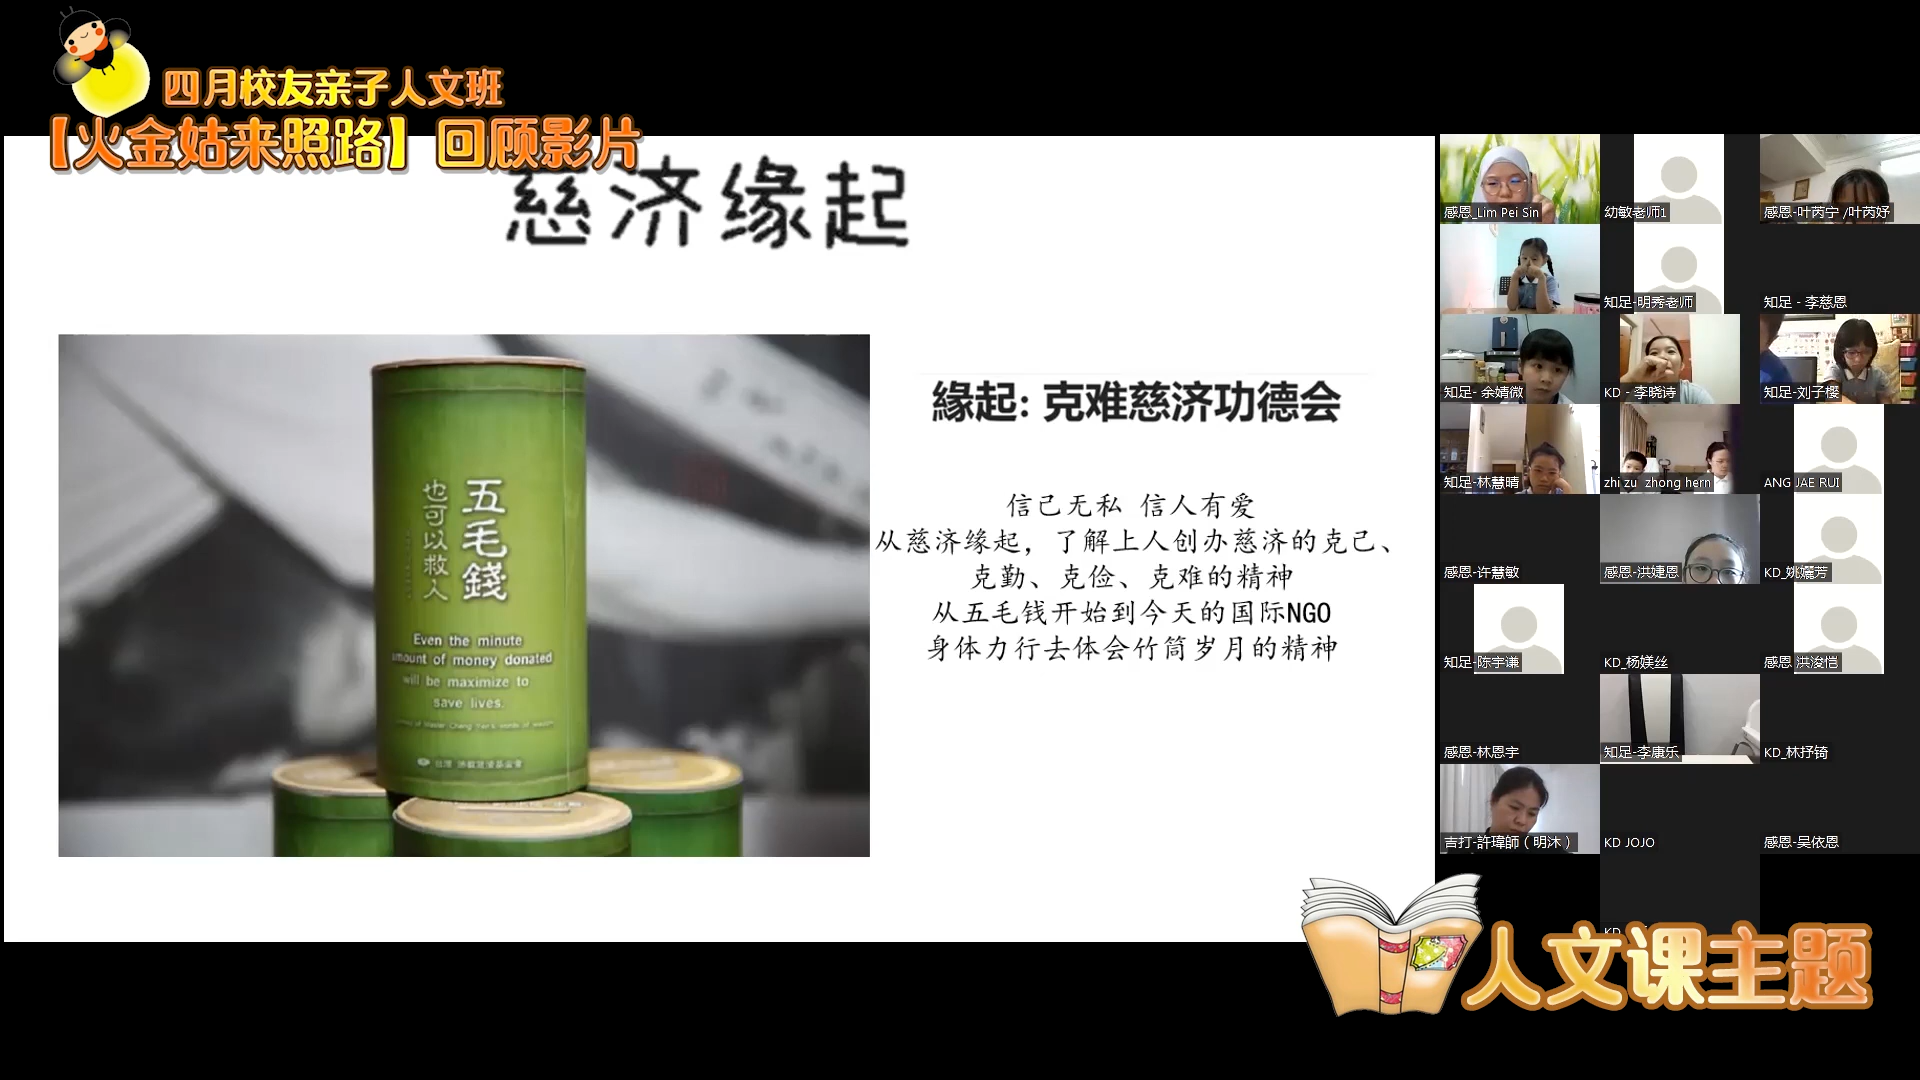 四月校友亲子人文班
【火金姑来照路】回顾影片
慈济缘起
五毛錢
也可以救人
Even the minute
amount of money donated
will be maximize to
save lives.
緣起: 克难慈济功德会
信己无私 信人有爱
从慈济缘起，了解上人创办慈济的克己、
克勤、克俭、克难的精神
从五毛钱开始到今天的国际NGO
身体力行去体会竹筒岁月的精神
感恩_Lim Pei Sin
幼敏老师1
感恩-叶芮宁 /叶芮妤
知足-明秀老师
知足 - 李慈恩
知足- 余婧微
KD - 李晓诗
知足-刘子樱
知足-林慧晴
zhi zu zhong hern
ANG JAE RUI
感恩-许慧敏
感恩-洪婕恩
KD_姚孋芳
知足-陈宇谦
KD_杨媄丝
感恩 洪浚恺
感恩-林恩宇
知足-李康乐
KD_林抒锜
吉打-許瑋師（明沐）
KD JOJO
感恩-吴依恩
KD
人文课主题